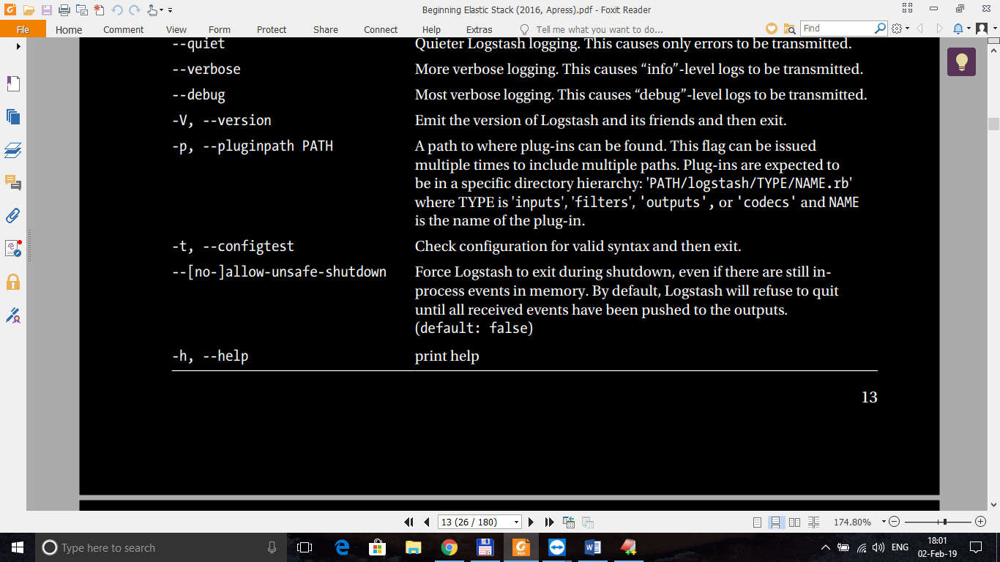 Beginning Elastic Stack (2016, Apress).pdf - Foxit Reader
File Home Comment View Form Protect Share Connect Help Extras Tell me what you want to do... Find
--quiet Quieter Logstash logging. This causes only errors to be transmitted.
--verbose More verbose logging. This causes “info”-level logs to be transmitted.
--debug Most verbose logging. This causes “debug”-level logs to be transmitted.
-V, --version Emit the version of Logstash and its friends and then exit.
-p, --pluginpath PATH A path to where plug-ins can be found. This flag can be issued
multiple times to include multiple paths. Plug-ins are expected to
be in a specific directory hierarchy: 'PATH/logstash/TYPE/NAME.rb'
where TYPE is 'inputs', 'filters', 'outputs', or 'codecs' and NAME
is the name of the plug-in.
-t, --configtest Check configuration for valid syntax and then exit.
--[no-]allow-unsafe-shutdown Force Logstash to exit during shutdown, even if there are still in-
process events in memory. By default, Logstash will refuse to quit
until all received events have been pushed to the outputs.
(default: false)
-h, --help print help
13
13 (26 / 180) 174.80%
Type here to search ENG 18:01
02-Feb-19